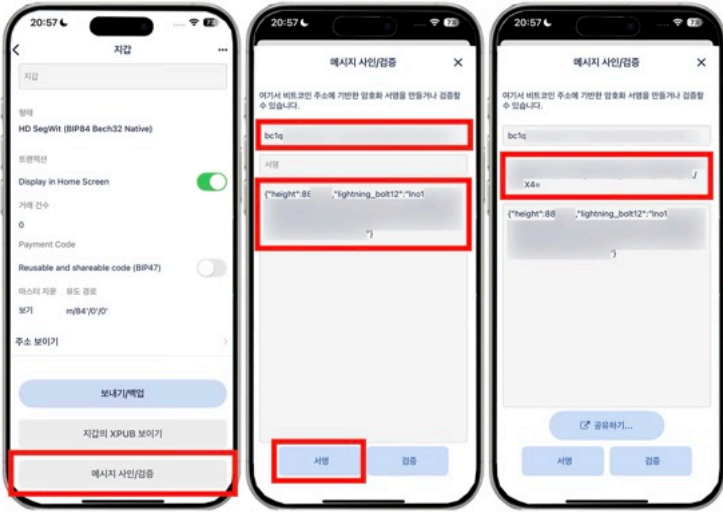 20:57
지갑
지갑
형태
HD SegWit (BIP84 Bech32 Native)
트랜잭션
Display in Home Screen
거래 건수
0
Payment Code
Reusable and shareable code (BIP47)
마스터 지문 유도 경로
보기 m/84'/0'/0'
주소 보이기
보내기/백업
지갑의 XPUB 보이기
메시지 사인/검증
20:57
메시지 사인/검증
여기서 비트코인 주소에 기반한 암호화 서명을 만들거나 검증할
수 있습니다.
bc1q
서명
{"height":88 ,"lightning_bolt12":"lno1
"}
서명 검증
20:57
메시지 사인/검증
여기서 비트코인 주소에 기반한 암호화 서명을 만들거나 검증할
수 있습니다.
bc1q
/
X4=
{"height":88 ,"lightning_bolt12":"lno1
"}
공유하기...
서명 검증